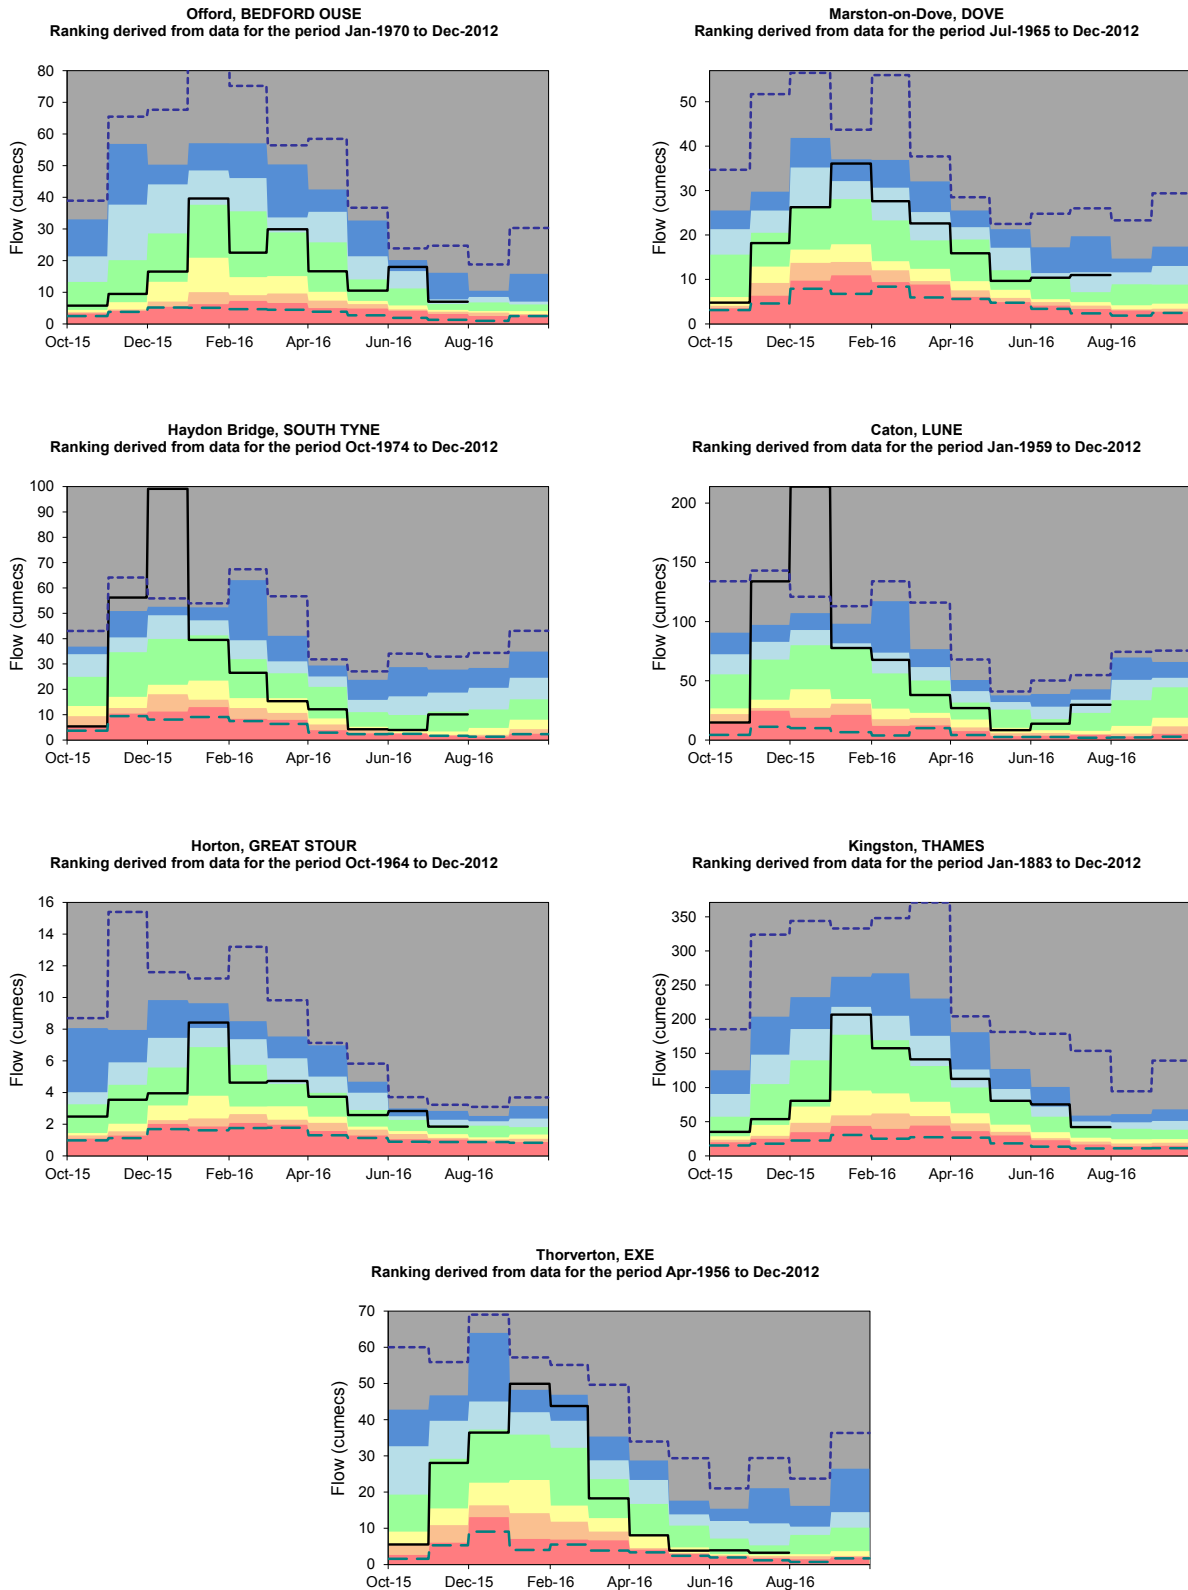 Offord, BEDFORD OUSE
Ranking derived from data for the period Jan-1970 to Dec-2012
Flow (cumecs)
80
70
60
50
40
30
20
10
0
Oct-15 Dec-15 Feb-16 Apr-16 Jun-16 Aug-16
Marston-on-Dove, DOVE
Ranking derived from data for the period Jul-1965 to Dec-2012
Flow (cumecs)
50
40
30
20
10
0
Oct-15 Dec-15 Feb-16 Apr-16 Jun-16 Aug-16
Haydon Bridge, SOUTH TYNE
Ranking derived from data for the period Oct-1974 to Dec-2012
Flow (cumecs)
100
90
80
70
60
50
40
30
20
10
0
Oct-15 Dec-15 Feb-16 Apr-16 Jun-16 Aug-16
Caton, LUNE
Ranking derived from data for the period Jan-1959 to Dec-2012
Flow (cumecs)
200
150
100
50
0
Oct-15 Dec-15 Feb-16 Apr-16 Jun-16 Aug-16
Horton, GREAT STOUR
Ranking derived from data for the period Oct-1964 to Dec-2012
Flow (cumecs)
16
14
12
10
8
6
4
2
0
Oct-15 Dec-15 Feb-16 Apr-16 Jun-16 Aug-16
Kingston, THAMES
Ranking derived from data for the period Jan-1883 to Dec-2012
Flow (cumecs)
350
300
250
200
150
100
50
0
Oct-15 Dec-15 Feb-16 Apr-16 Jun-16 Aug-16
Thorverton, EXE
Ranking derived from data for the period Apr-1956 to Dec-2012
Flow (cumecs)
70
60
50
40
30
20
10
0
Oct-15 Dec-15 Feb-16 Apr-16 Jun-16 Aug-16